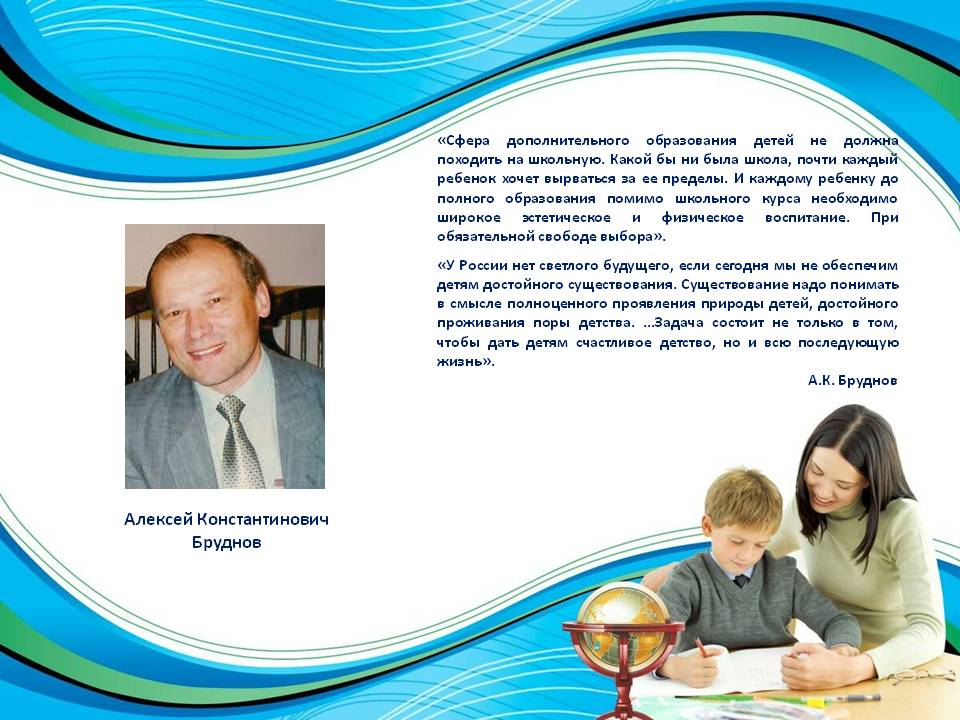 «Сфера дополнительного образования детей не должна
походить на школьную. Какой бы ни была школа, почти каждый
ребенок хочет вырваться за ее пределы. И каждому ребенку до
полного образования помимо школьного курса необходимо
широкое эстетическое и физическое воспитание. При
обязательной свободе выбора».
«У России нет светлого будущего, если сегодня мы не обеспечим
детям достойного существования. Существование надо понимать
в смысле полноценного проявления природы детей, достойного
проживания поры детства. ...Задача состоит не только в том,
чтобы дать детям счастливое детство, но и всю последующую
жизнь».
А.К. Бруднов
Алексей Константинович
Бруднов